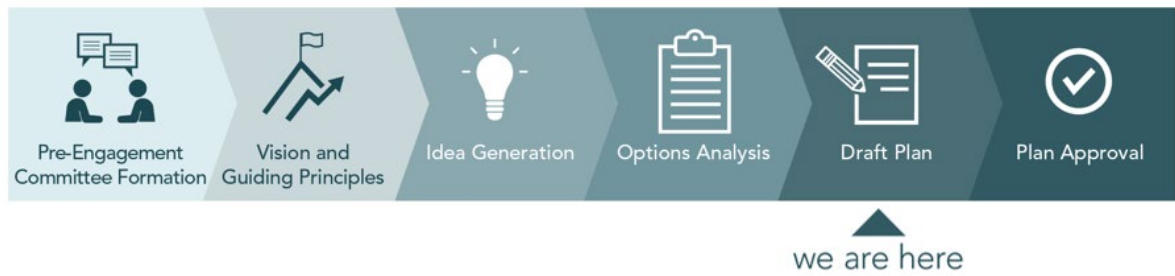 Pre-Engagement
Committee Formation
Vision and
Guiding Principles
Idea Generation
Options Analysis
Draft Plan
Plan Approval
we are here